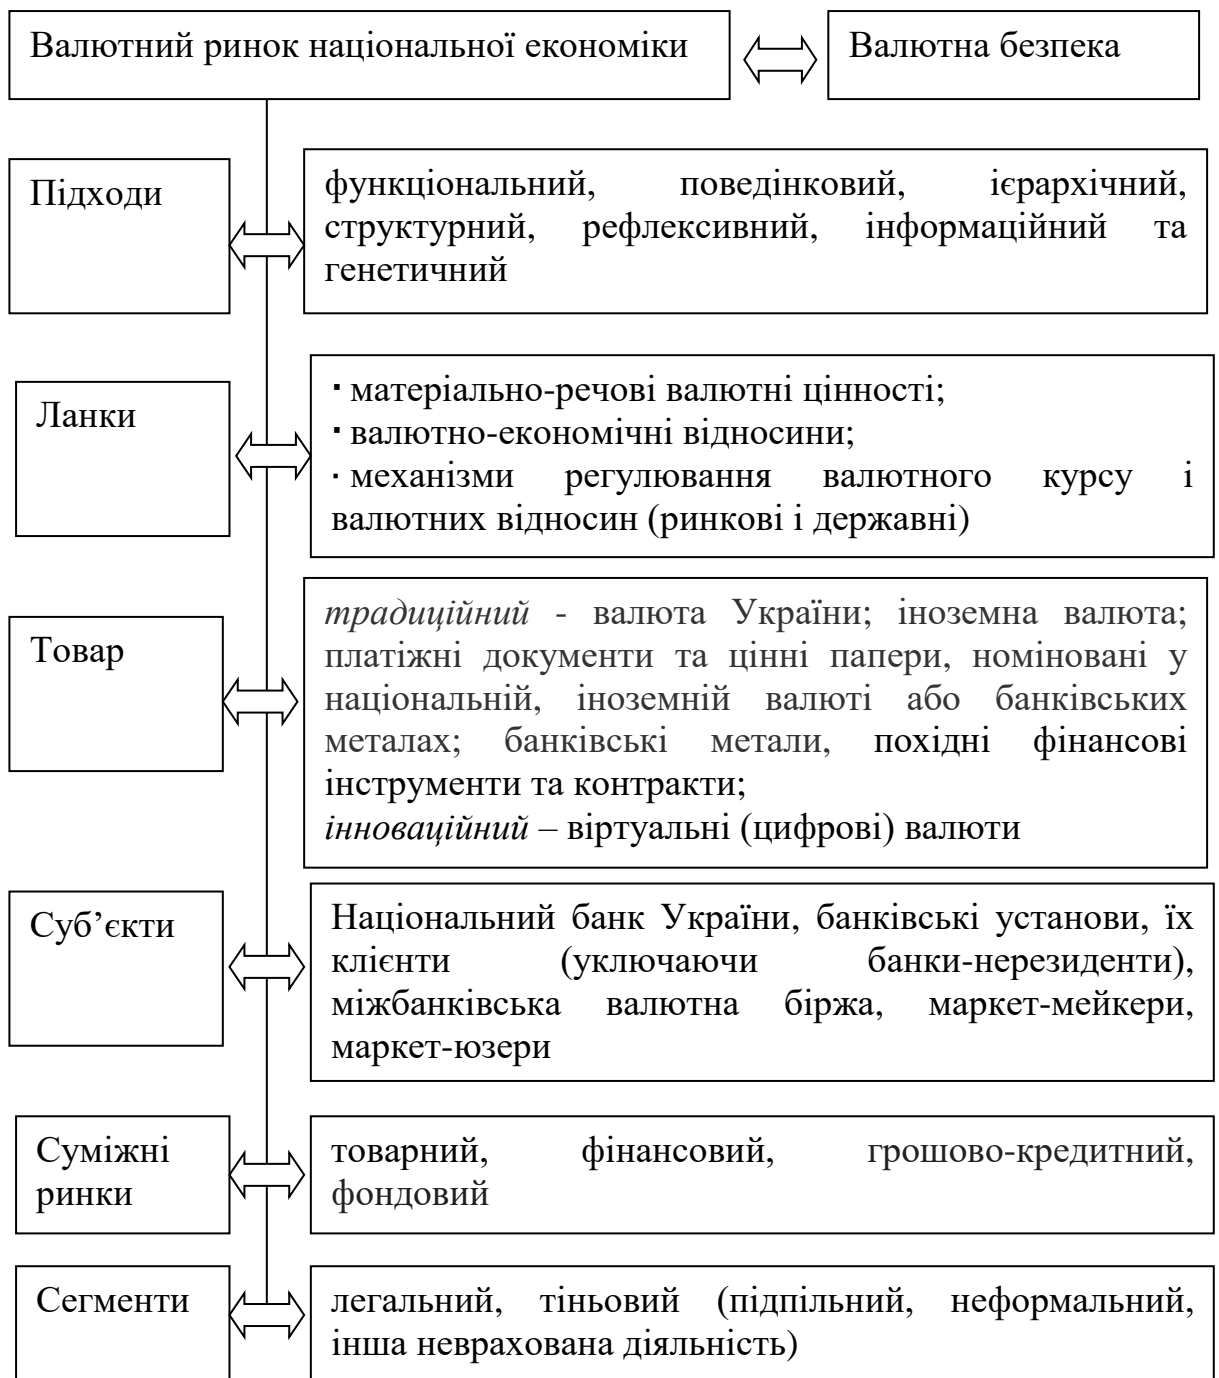 Валютний ринок національної економіки
Валютна безпека
Підходи
функціональний, поведінковий, ієрархічний,
структурний, рефлексивний, інформаційний та
генетичний
Ланки
▪ матеріально-речові валютні цінності;
▪ валютно-економічні відносини;
▪ механізми регулювання валютного курсу і
валютних відносин (ринкові і державні)
Товар
традиційний - валюта України; іноземна валюта;
платіжні документи та цінні папери, номіновані у
національній, іноземній валюті або банківських
металах; банківські метали, похідні фінансові
інструменти та контракти;
інноваційний – віртуальні (цифрові) валюти
Суб’єкти
Національний банк України, банківські установи, їх
клієнти (уключаючи банки-нерезиденти),
міжбанківська валютна біржа, маркет-мейкери,
маркет-юзери
Суміжні
ринки
товарний, фінансовий, грошово-кредитний,
фондовий
Сегменти
легальний, тіньовий (підпільний, неформальний,
інша неврахована діяльність)